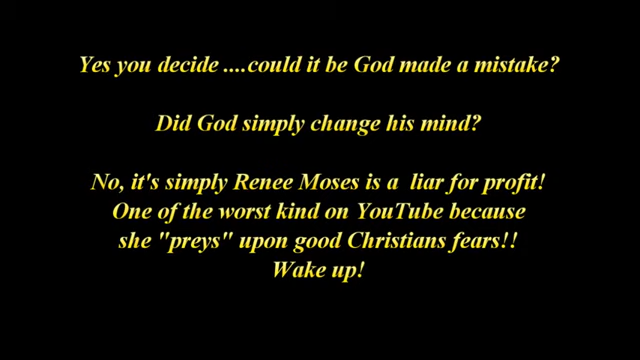 Yes you decide ....could it be God made a mistake?
Did God simply change his mind?
No, it's simply Renee Moses is a  liar for profit!
One of the worst kind on YouTube because
she "preys" upon good Christians fears!!
Wake up!